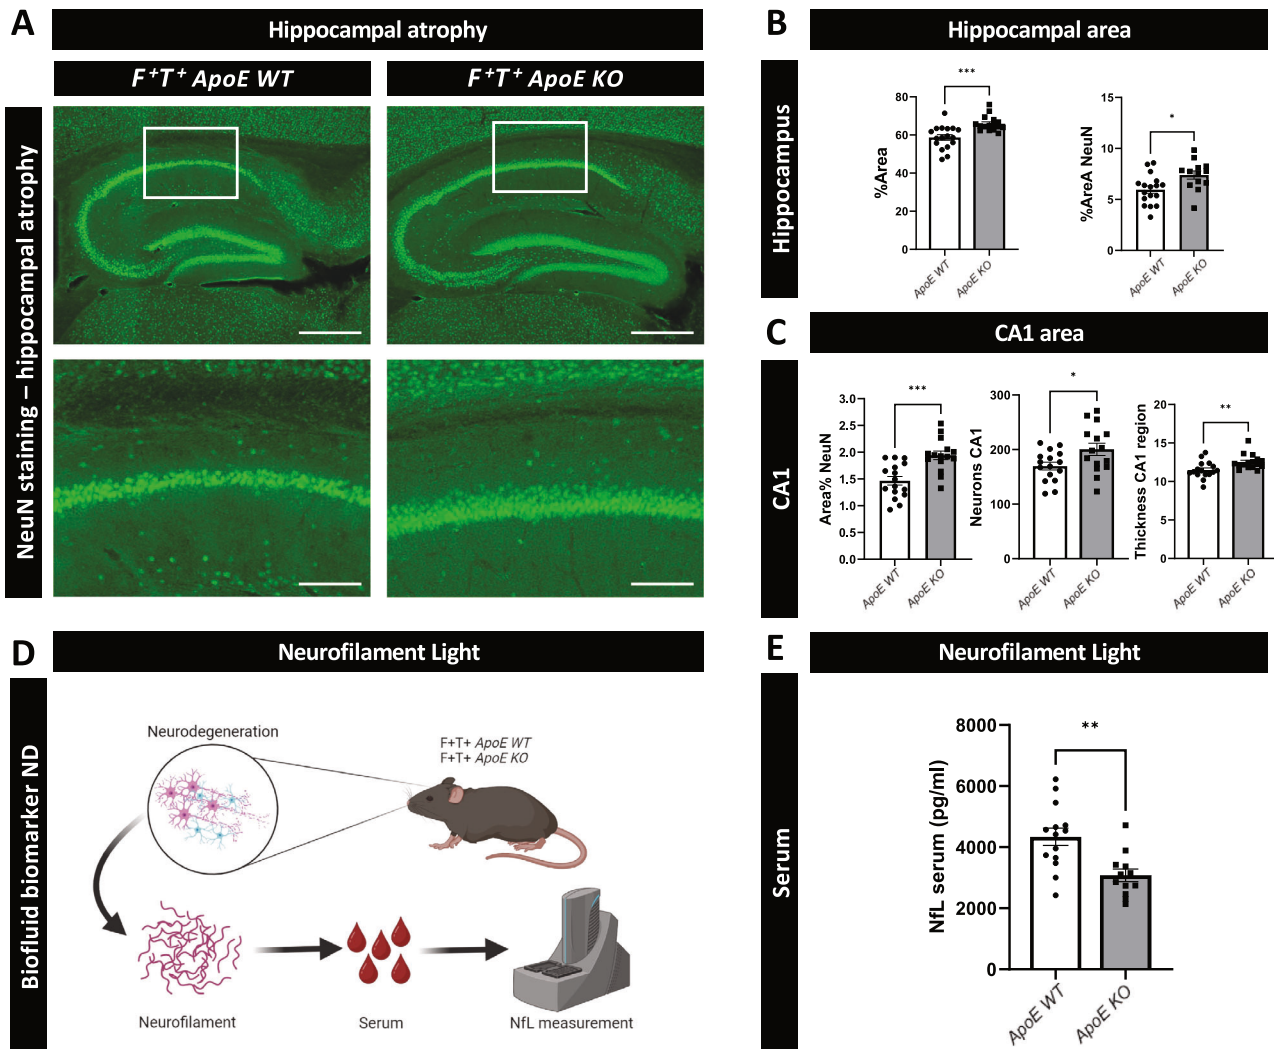 A
Hippocampal atrophy
F⁺T⁺ ApoE WT
F⁺T⁺ ApoE KO
NeuN staining – hippocampal atrophy
B
Hippocampal area
Hippocampus
%Area
80
60
40
20
0
***
ApoE WT
ApoE KO
%AreA NeuN
15
10
5
0
*
ApoE WT
ApoE KO
C
CA1 area
CA1
Area% NeuN
3.0
2.5
2.0
1.5
1.0
0.5
0.0
***
ApoE WT
ApoE KO
Neurons CA1
300
200
100
0
*
ApoE WT
ApoE KO
Thickness CA1 region
20
15
10
5
0
**
ApoE WT
ApoE KO
D
Neurofilament Light
Biofluid biomarker ND
Neurodegeneration
F+T+ ApoE WT
F+T+ ApoE KO
Neurofilament
Serum
NfL measurement
E
Neurofilament Light
Serum
NfL serum (pg/ml)
8000
6000
4000
2000
0
**
ApoE WT
ApoE KO